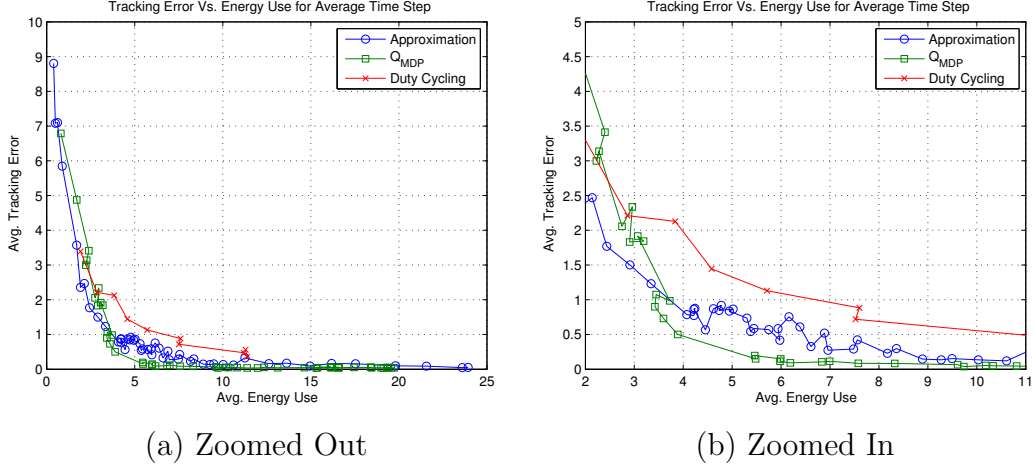 Tracking Error Vs. Energy Use for Average Time Step
Approximation
Q_MDP
Duty Cycling
Avg. Tracking Error
10
9
8
7
6
5
4
3
2
1
0
0 5 10 15 20 25
Avg. Energy Use
(a) Zoomed Out
Tracking Error Vs. Energy Use for Average Time Step
Approximation
Q_MDP
Duty Cycling
Avg. Tracking Error
5
4.5
4
3.5
3
2.5
2
1.5
1
0.5
0
2 3 4 5 6 7 8 9 10 11
Avg. Energy Use
(b) Zoomed In